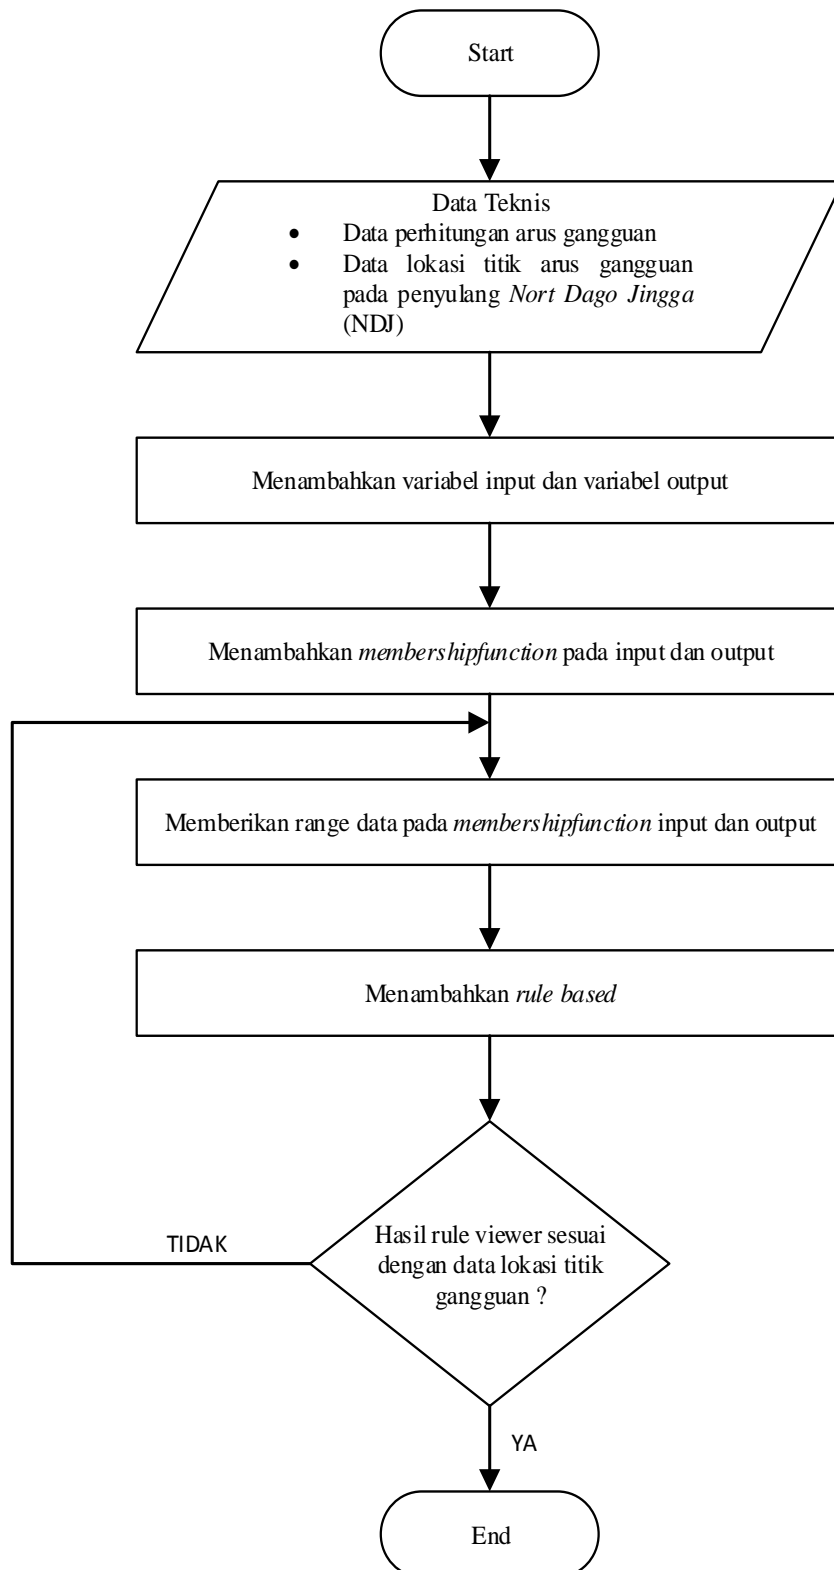 Start
Data Teknis
• Data perhitungan arus gangguan
• Data lokasi titik arus gangguan
pada penyulang Nort Dago Jingga
(NDJ)
Menambahkan variabel input dan variabel output
Menambahkan membershipfunction pada input dan output
Memberikan range data pada membershipfunction input dan output
Menambahkan rule based
Hasil rule viewer sesuai
dengan data lokasi titik
gangguan ?
TIDAK
YA
End